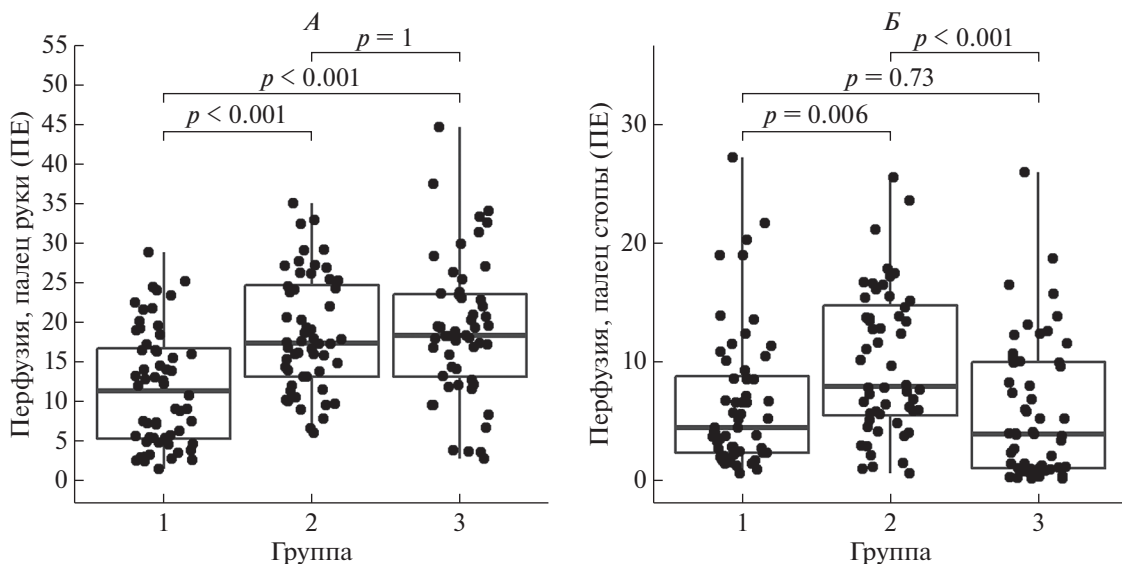 А
Перфузия, палец руки (ПЕ)
55
50
45
40
35
30
25
20
15
10
5
0
p = 1
p < 0.001
p < 0.001
1
2
3
Группа
Б
Перфузия, палец стопы (ПЕ)
30
20
10
0
p < 0.001
p = 0.73
p = 0.006
1
2
3
Группа